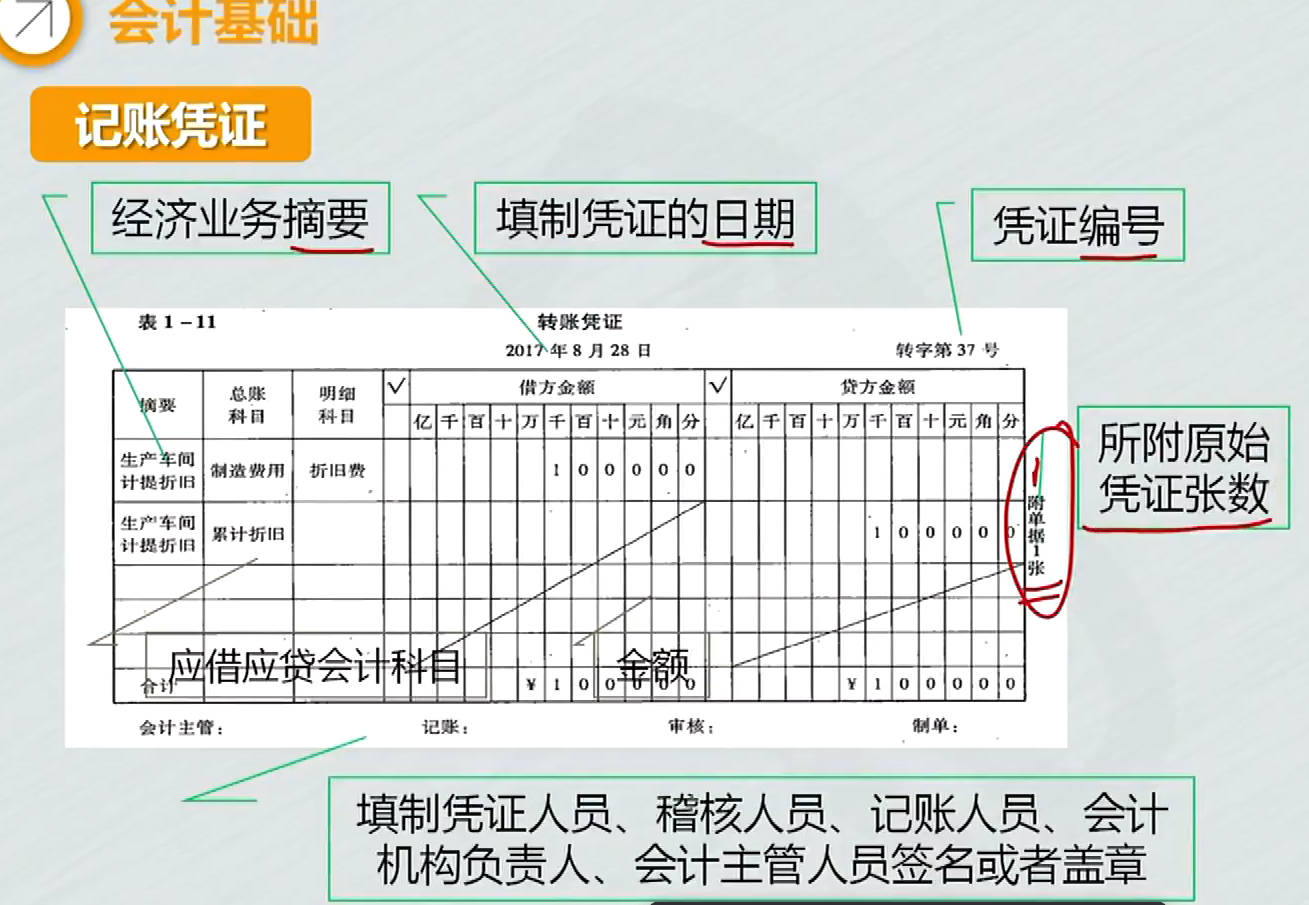 会计基础
记账凭证
经济业务摘要
填制凭证的日期
凭证编号
表 1-11
转账凭证
2017 年 8 月 28 日
转字第 37 号
摘要
总账
科目
明细
科目
√
借方金额
√
贷方金额
亿 千 百 十 万 千 百 十 元 角 分
亿 千 百 十 万 千 百 十 元 角 分
生产车间
计提折旧
制造费用
折旧费
1 0 0 0 0 0
生产车间
计提折旧
累计折旧
1 0 0 0 0 0
附单据1张
所附原始
凭证张数
应借应贷会计科目
金额
合计
¥ 1 0 0 0 0 0
¥ 1 0 0 0 0 0
会计主管：
记账：
审核：
制单：
填制凭证人员、稽核人员、记账人员、会计
机构负责人、会计主管人员签名或者盖章